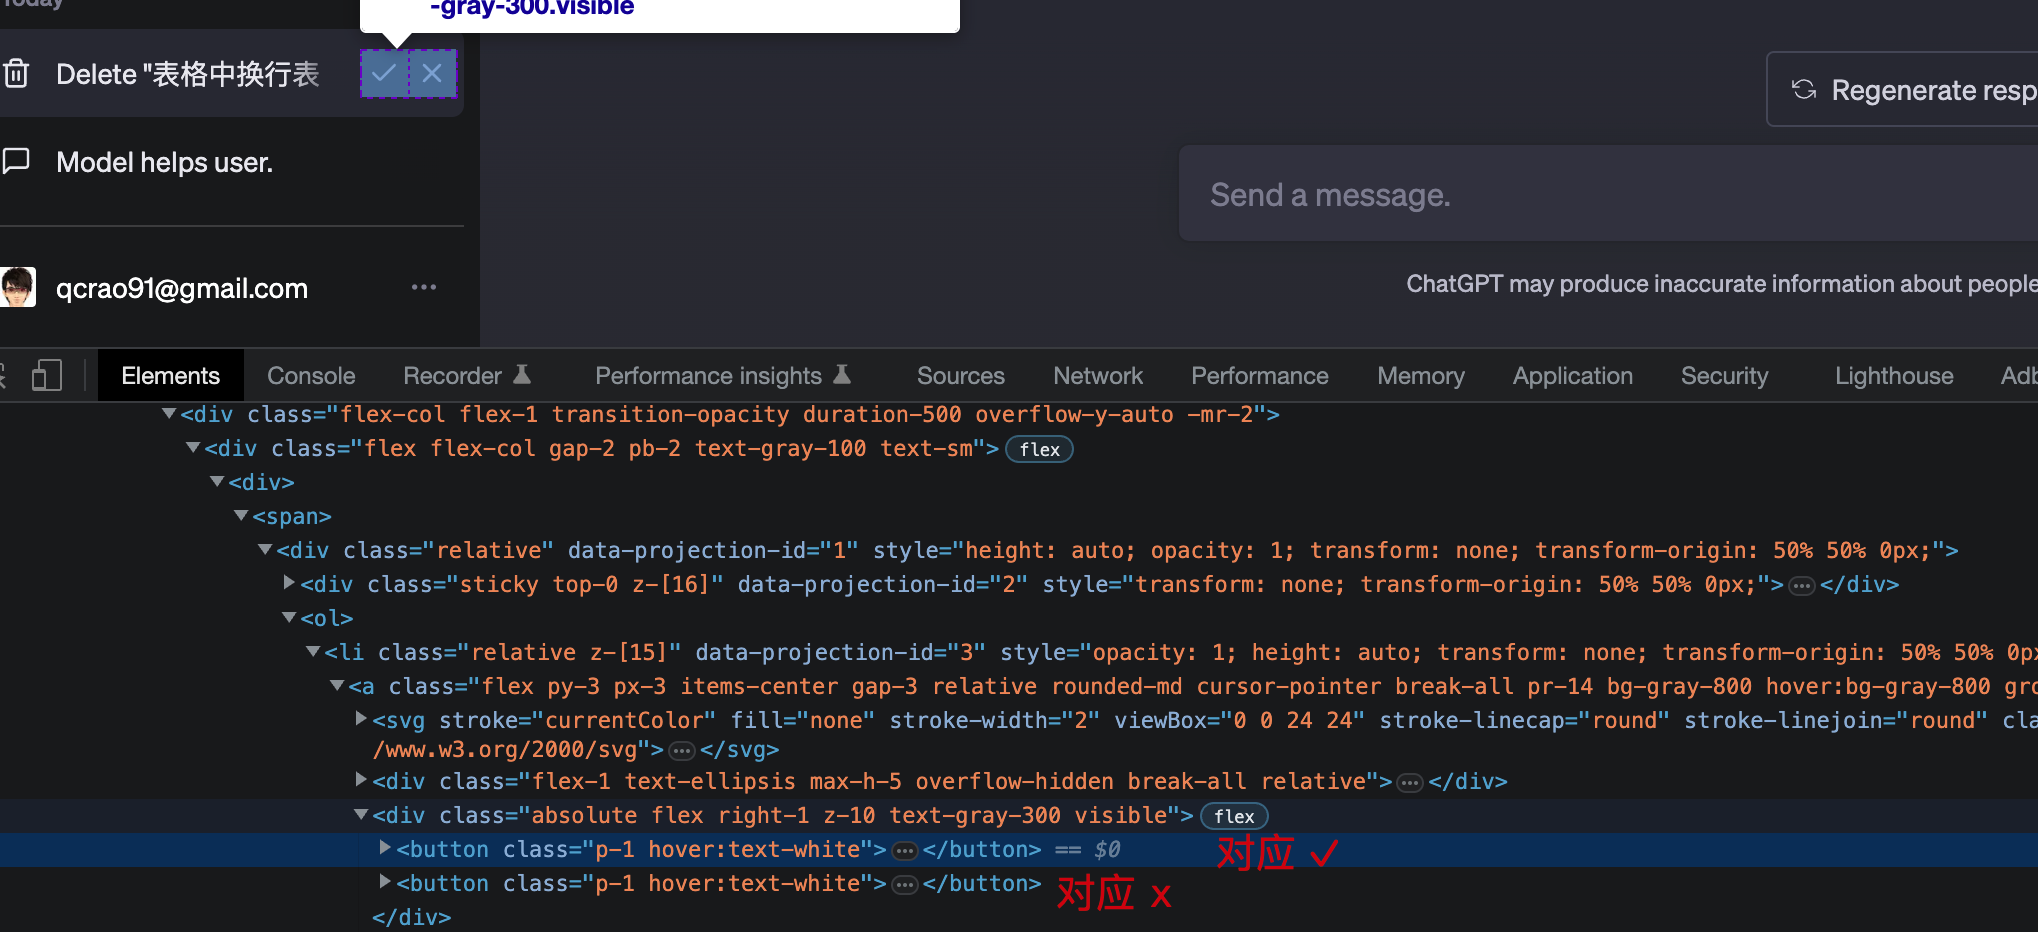 Today
-gray-300.visible
Delete "表格中换行表
Regenerate resp
Model helps user.
Send a message.
qcrao91@gmail.com
ChatGPT may produce inaccurate information about people
Elements Console Recorder Performance insights Sources Network Performance Memory Application Security Lighthouse Adb
<div class="flex-col flex-1 transition-opacity duration-500 overflow-y-auto -mr-2">
<div class="flex flex-col gap-2 pb-2 text-gray-100 text-sm"> flex
<div>
<span>
<div class="relative" data-projection-id="1" style="height: auto; opacity: 1; transform: none; transform-origin: 50% 50% 0px;">
<div class="sticky top-0 z-[16]" data-projection-id="2" style="transform: none; transform-origin: 50% 50% 0px;">…</div>
<ol>
<li class="relative z-[15]" data-projection-id="3" style="opacity: 1; height: auto; transform: none; transform-origin: 50% 50% 0px
<a class="flex py-3 px-3 items-center gap-3 relative rounded-md cursor-pointer break-all pr-14 bg-gray-800 hover:bg-gray-800 gro
<svg stroke="currentColor" fill="none" stroke-width="2" viewBox="0 0 24 24" stroke-linecap="round" stroke-linejoin="round" cla
/www.w3.org/2000/svg">…</svg>
<div class="flex-1 text-ellipsis max-h-5 overflow-hidden break-all relative">…</div>
<div class="absolute flex right-1 z-10 text-gray-300 visible"> flex
<button class="p-1 hover:text-white">…</button> == $0 对应 ✓
<button class="p-1 hover:text-white">…</button> 对应 x
</div>